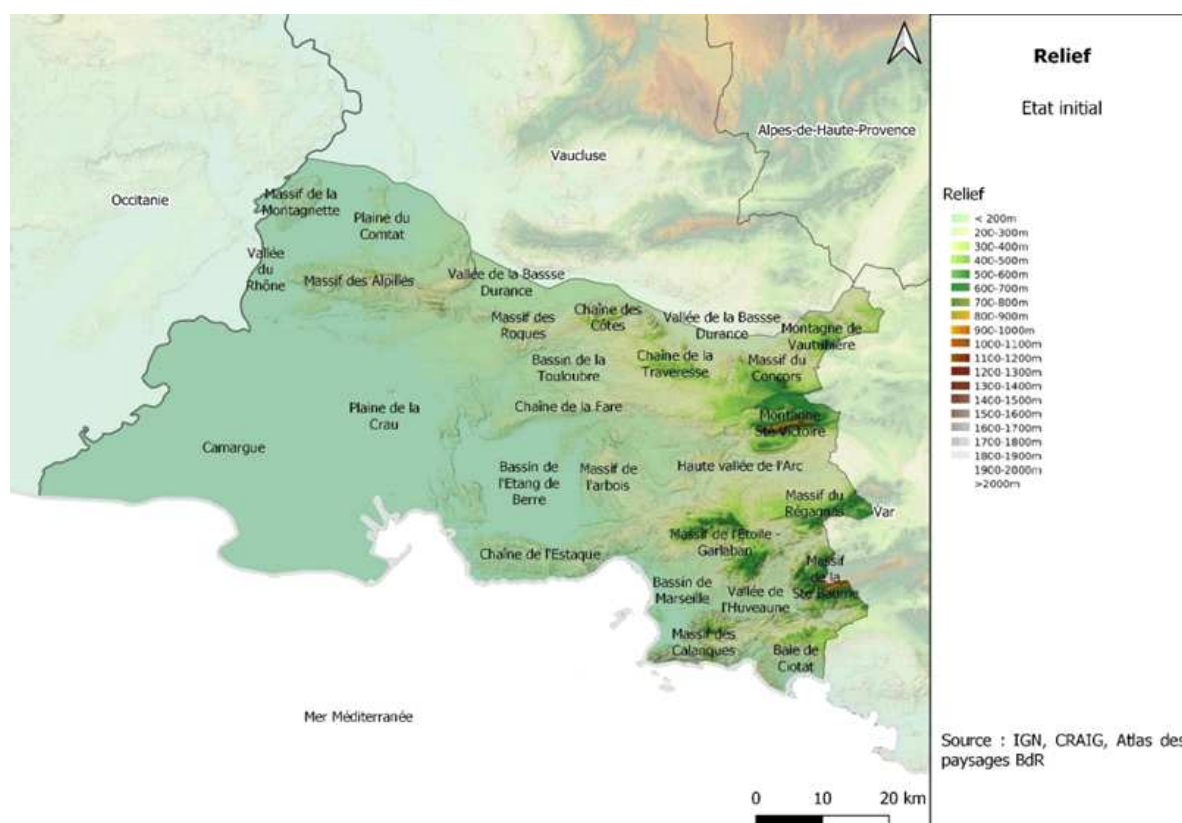 Relief
Etat initial
Relief
< 200m
200-300m
300-400m
400-500m
500-600m
600-700m
700-800m
800-900m
900-1000m
1000-1100m
1100-1200m
1200-1300m
1300-1400m
1400-1500m
1500-1600m
1600-1700m
1700-1800m
1800-1900m
1900-2000m
>2000m
Source : IGN, CRAIG, Atlas des
paysages BdR
Alpes-de-Haute-Provence
Vaucluse
Occitanie
Massif de la
Montagnette
Plaine du
Comtat
Vallée
du
Rhône
Massif des Alpilles
Vallée de la Bassse
Durance
Massif des
Roques
Chaîne des
Côtes
Vallée de la Bassse
Durance
Montagne de
Vautubière
Bassin de la
Touloubre
Chaîne de la
Traveresse
Massif du
Concors
Plaine de la
Crau
Chaîne de la Fare
Montagne
Ste Victoire
Camargue
Bassin de
l'Etang de
Berre
Massif de
l'arbois
Haute vallée de l'Arc
Massif du
Régagnas
Var
Massif de l'Etoile -
Garlaban
Chaîne de l'Estaque
Massif
de la
Ste Baume
Bassin de
Marseille
Vallée de
l'Huveaune
Massif des
Calanques
Baie de
Ciotat
Mer Méditerranée
0 10 20 km